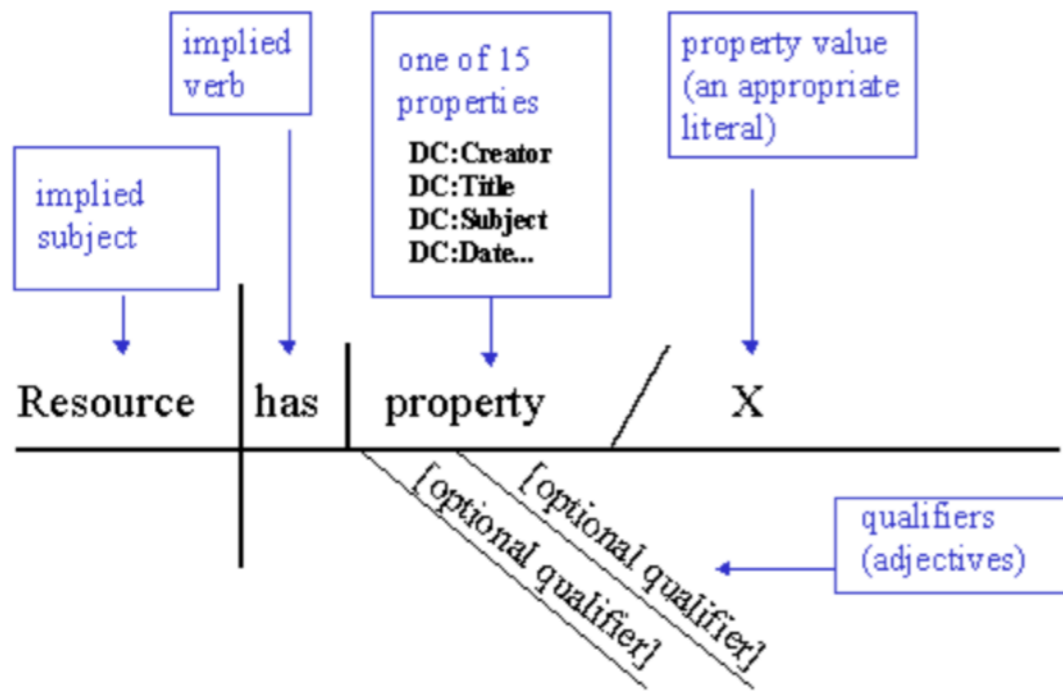 implied
verb
one of 15
properties
DC:Creator
DC:Title
DC:Subject
DC:Date...
property value
(an appropriate
literal)
implied
subject
Resource has property X
[optional qualifier]
[optional qualifier]
qualifiers
(adjectives)